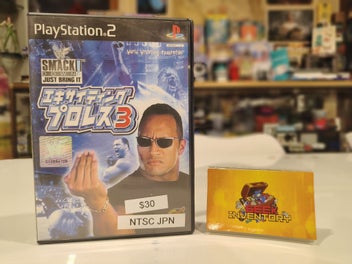 PlayStation®2
SMACK
JUST BRING IT
エキサイティング
プロレス3
$30
NTSC JPN
GEEK
INVENTORY